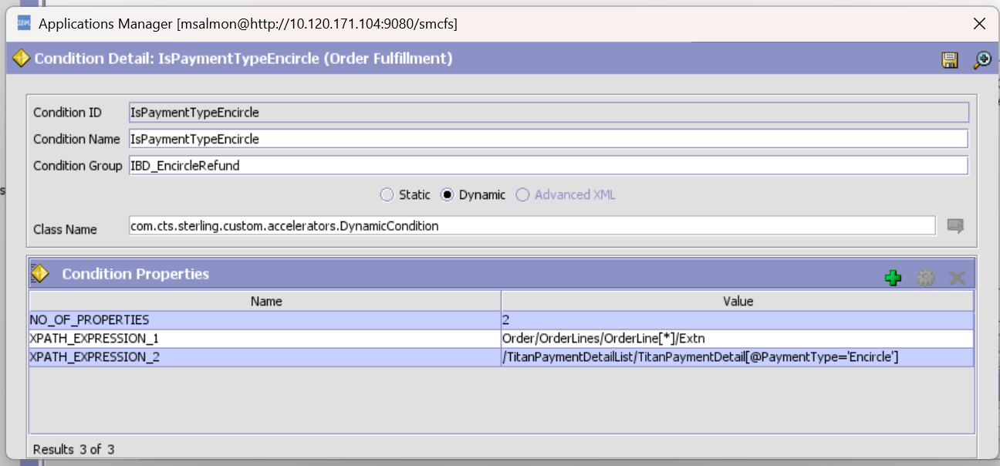 IBM Applications Manager [msalmon@http://10.120.171.104:9080/smcfs]
Condition Detail: IsPaymentTypeEncircle (Order Fulfillment)
Condition ID IsPaymentTypeEncircle
Condition Name IsPaymentTypeEncircle
Condition Group IBD_EncircleRefund
s
Static Dynamic Advanced XML
Class Name com.cts.sterling.custom.accelerators.DynamicCondition
Condition Properties
Name Value
NO_OF_PROPERTIES 2
XPATH_EXPRESSION_1 Order/OrderLines/OrderLine[*]/Extn
XPATH_EXPRESSION_2 /TitanPaymentDetailList/TitanPaymentDetail[@PaymentType='Encircle']
Results 3 of 3